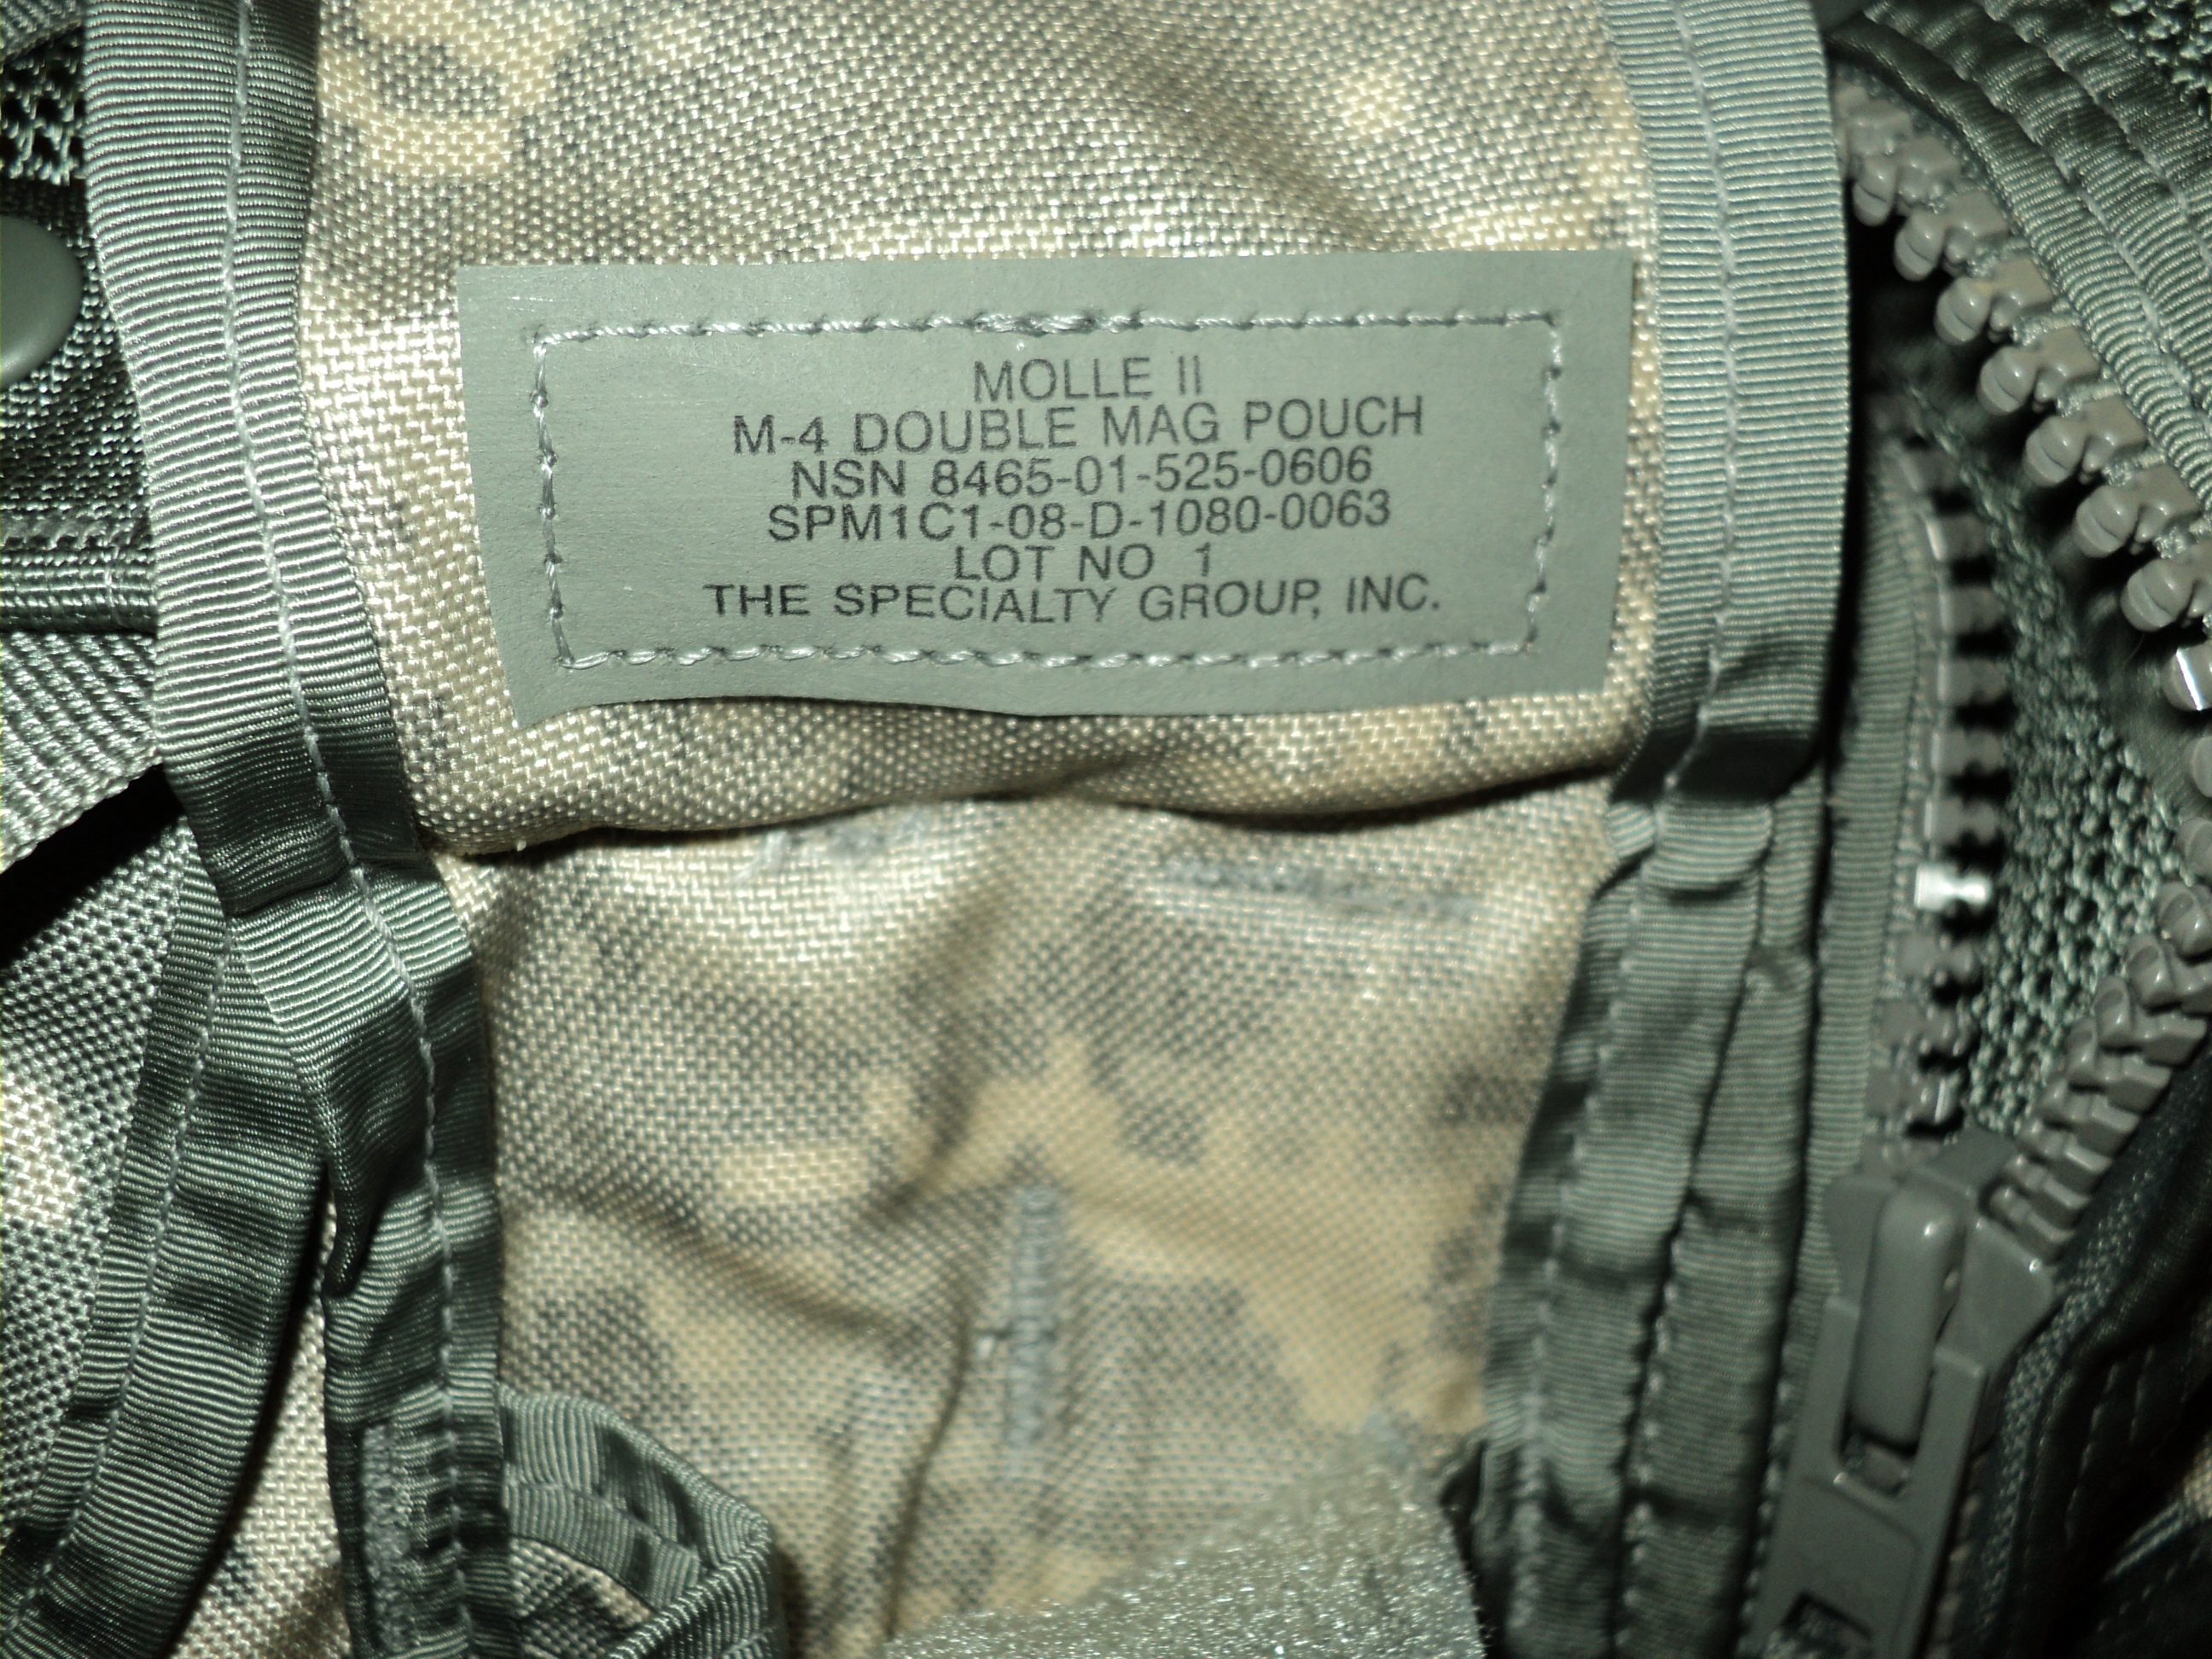 MOLLE II
M-4 DOUBLE MAG POUCH
NSN 8465-01-525-0606
SPM1C1-08-D-1080-0063
LOT NO 1
THE SPECIALTY GROUP, INC.